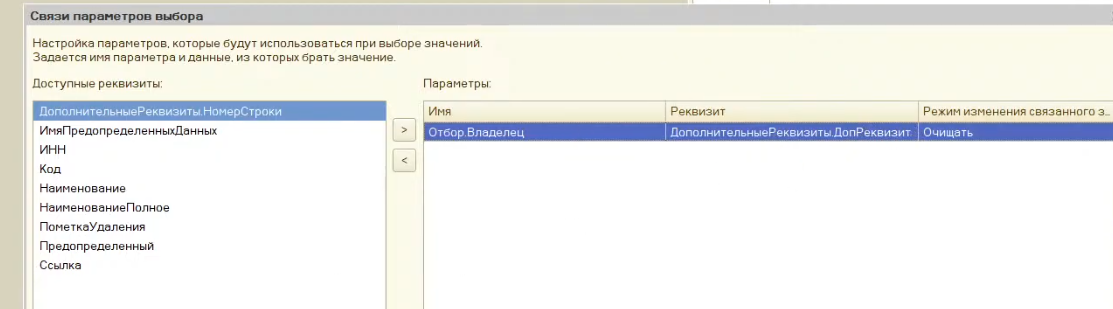 Связи параметров выбора
Настройка параметров, которые будут использоваться при выборе значений.
Задается имя параметра и данные, из которых брать значение.
Доступные реквизиты:
ДополнительныеРеквизиты.НомерСтроки
ИмяПредопределенныхДанных
ИНН
Код
Наименование
НаименованиеПолное
ПометкаУдаления
Предопределенный
Ссылка
>
<
Параметры:
Имя Реквизит Режим изменения связанного з...
Отбор.Владелец ДополнительныеРеквизиты.ДопРеквизит Очищать